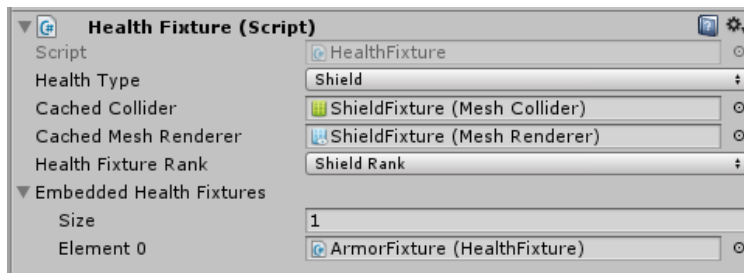 Health Fixture (Script)
Script HealthFixture
Health Type Shield
Cached Collider ShieldFixture (Mesh Collider)
Cached Mesh Renderer ShieldFixture (Mesh Renderer)
Health Fixture Rank Shield Rank
Embedded Health Fixtures
Size 1
Element 0 ArmorFixture (HealthFixture)